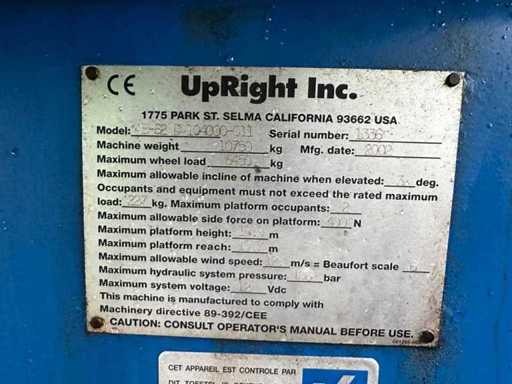 CE UpRight Inc.
1775 PARK ST. SELMA CALIFORNIA 93662 USA
Model: Serial number:
Machine weight kg Mfg. date: 2002
Maximum wheel load kg
Maximum allowable incline of machine when elevated: deg.
Occupants and equipment must not exceed the rated maximum
load: 227 kg. Maximum platform occupants:
Maximum allowable side force on platform: 400 N
Maximum platform height: m
Maximum platform reach: m
Maximum allowable wind speed: m/s = Beaufort scale
Maximum hydraulic system pressure: bar
Maximum system voltage: 12 Vdc
This machine is manufactured to comply with
Machinery directive 89-392/CEE
CAUTION: CONSULT OPERATOR'S MANUAL BEFORE USE.
CET APPAREIL EST CONTROLE PAR